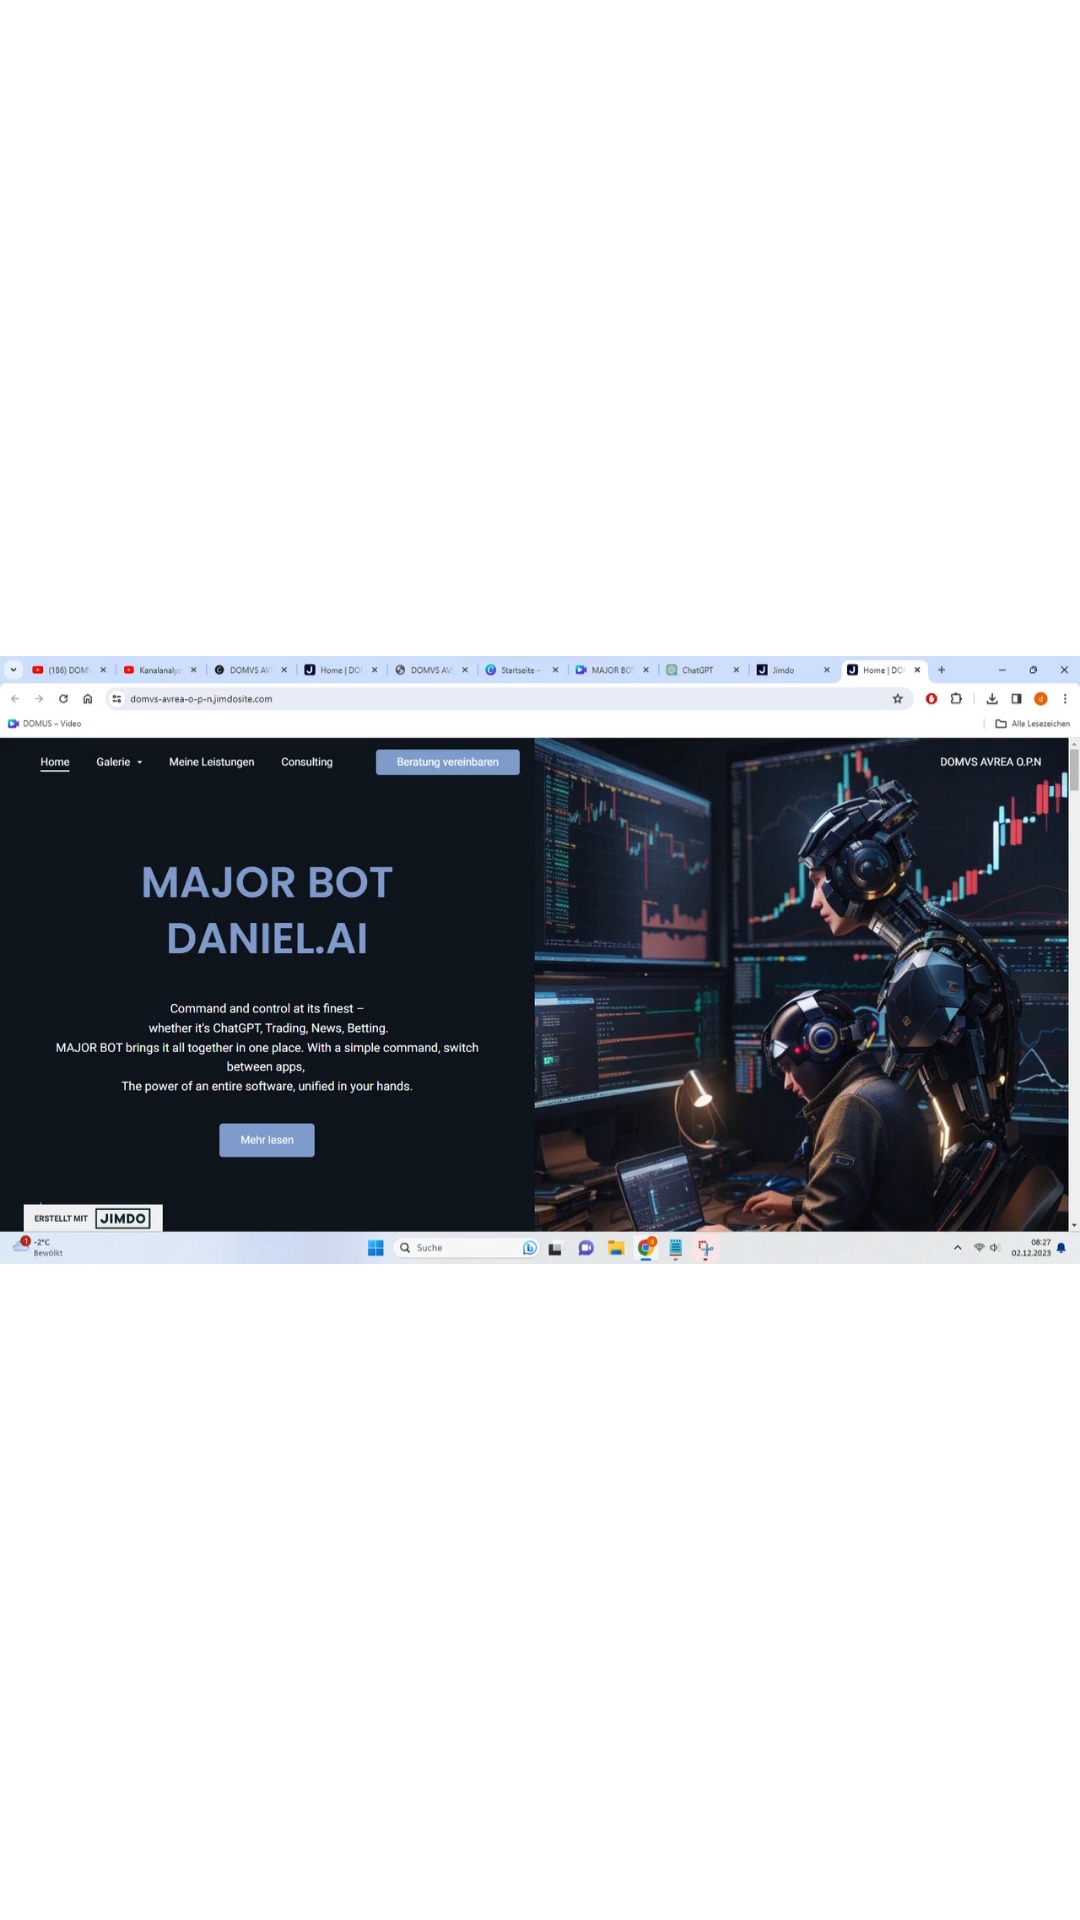 (186) DOMV
Kanalanalys
DOMVS AV
Home | DO
DOMVS AV
Startseite –
MAJOR BOT
ChatGPT
Jimdo
Home | DO
domvs-avrea-o-p-n.jimdosite.com
DOMUS – Video
Alle Lesezeichen
Home
Galerie
Meine Leistungen
Consulting
Beratung vereinbaren
DOMVS AVREA O.P.N
MAJOR BOT
DANIEL.AI
Command and control at its finest –
whether it's ChatGPT, Trading, News, Betting.
MAJOR BOT brings it all together in one place. With a simple command, switch
between apps,
The power of an entire software, unified in your hands.
Mehr lesen
ERSTELLT MIT JIMDO
-2°C
Bewölkt
Suche
08:27
02.12.2023